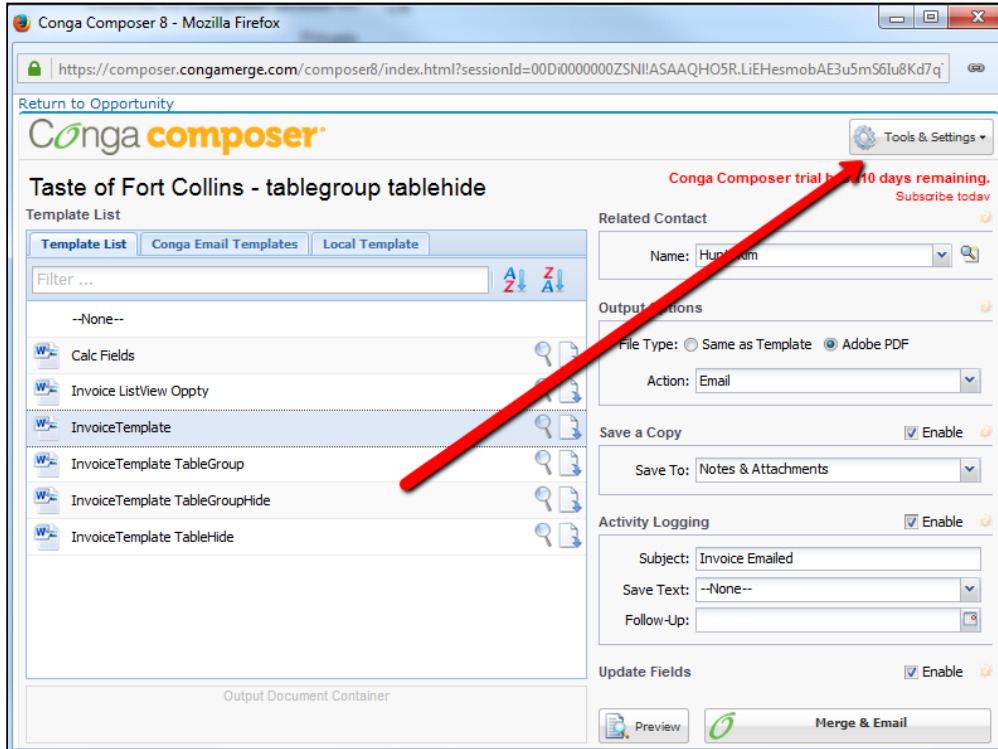 Conga Composer 8 - Mozilla Firefox
https://composer.congamerge.com/composer8/index.html?sessionId=00Di0000000ZSNI!ASAAQHO5R.LiEHesmobAE3u5mS6Iu8Kd7q
Return to Opportunity
Conga composer
Tools & Settings
Conga Composer trial 10 days remaining.
Subscribe today
Taste of Fort Collins - tablegroup tablehide
Template List
Template List Conga Email Templates Local Template
Filter ...
--None--
Calc Fields
Invoice ListView Oppty
InvoiceTemplate
InvoiceTemplate TableGroup
InvoiceTemplate TableGroupHide
InvoiceTemplate TableHide
Output Document Container
Related Contact
Name:
Output Options
File Type: Same as Template Adobe PDF
Action: Email
Save a Copy Enable
Save To: Notes & Attachments
Activity Logging Enable
Subject: Invoice Emailed
Save Text: --None--
Follow-Up:
Update Fields Enable
Preview
Merge & Email